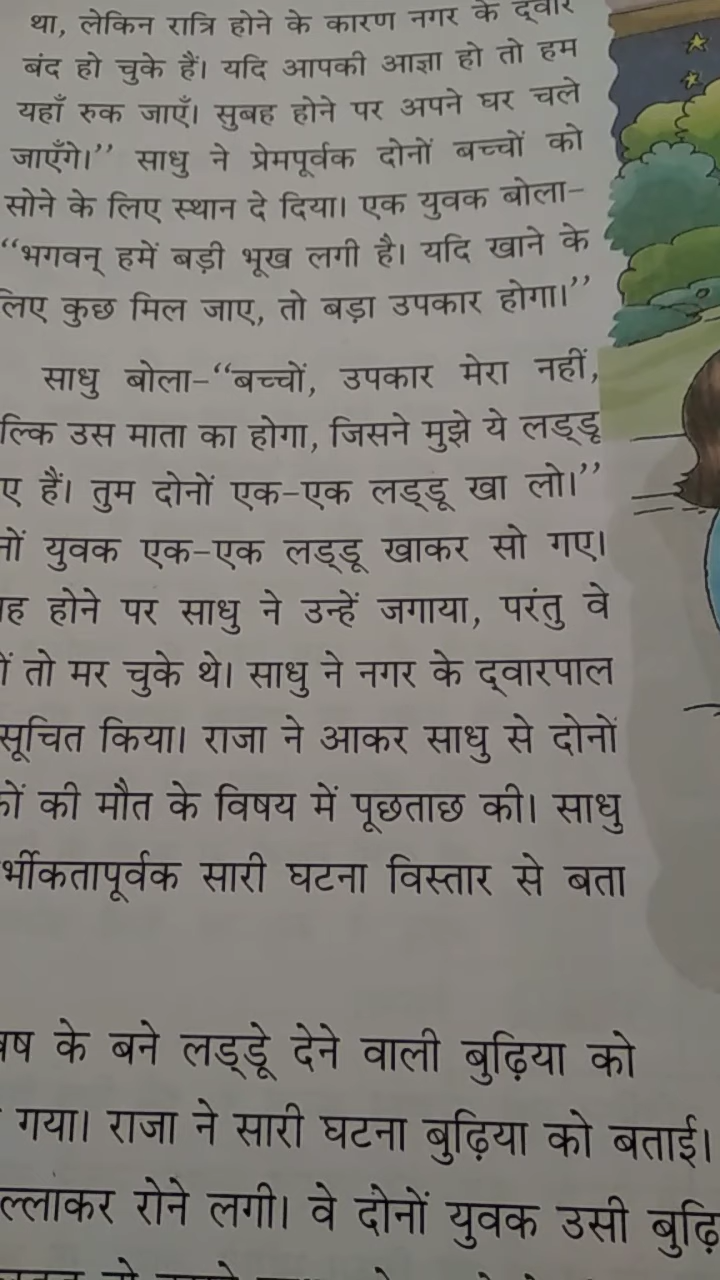 था, लेकिन रात्रि होने के कारण नगर के द्वार
बंद हो चुके हैं। यदि आपकी आज्ञा हो तो हम
यहाँ रुक जाएँ। सुबह होने पर अपने घर चले
जाएँगे।’’ साधु ने प्रेमपूर्वक दोनों बच्चों को
सोने के लिए स्थान दे दिया। एक युवक बोला–
‘‘भगवन् हमें बड़ी भूख लगी है। यदि खाने के
लिए कुछ मिल जाए, तो बड़ा उपकार होगा।’’
साधु बोला–‘‘बच्चों, उपकार मेरा नहीं,
ल्कि उस माता का होगा, जिसने मुझे ये लड्डू
ए हैं। तुम दोनों एक–एक लड्डू खा लो।’’
नों युवक एक–एक लड्डू खाकर सो गए।
ह होने पर साधु ने उन्हें जगाया, परंतु वे
तो मर चुके थे। साधु ने नगर के द्वारपाल
सूचित किया। राजा ने आकर साधु से दोनों
की मौत के विषय में पूछताछ की। साधु
र्भीकतापूर्वक सारी घटना विस्तार से बता
ष के बने लड्डू देने वाली बुढ़िया को
गया। राजा ने सारी घटना बुढ़िया को बताई।
ल्लाकर रोने लगी। वे दोनों युवक उसी बुढ़ि